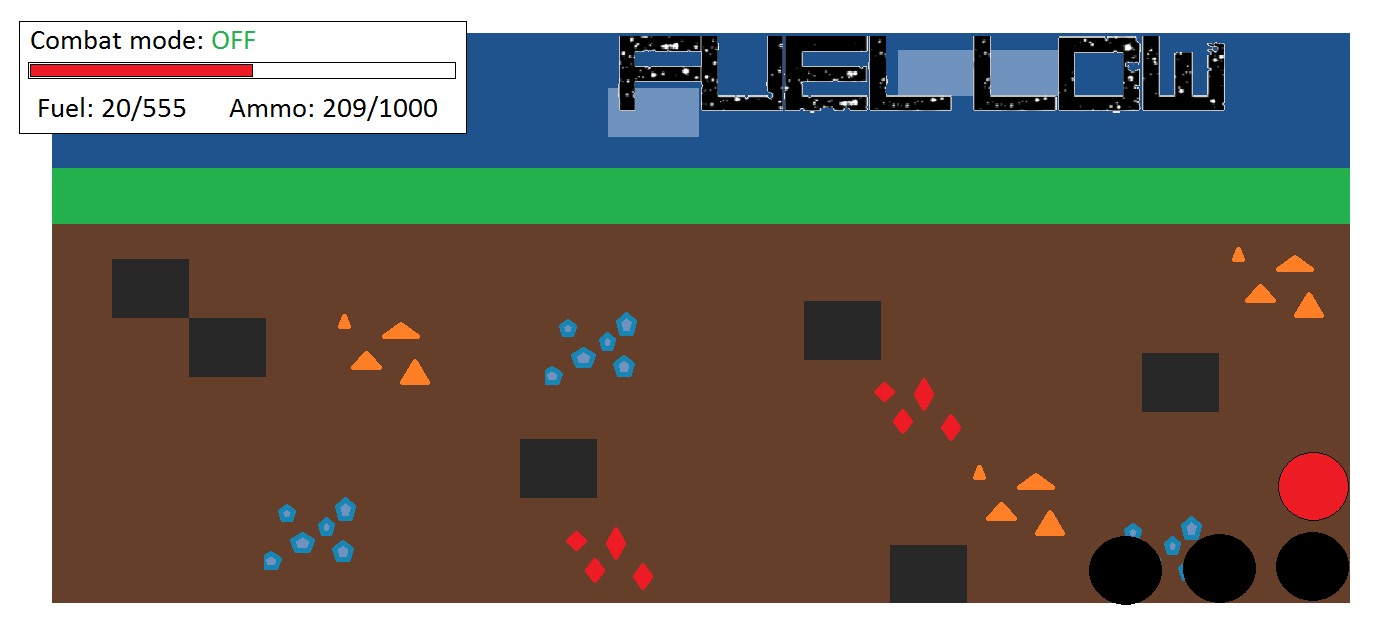 Combat mode: OFF
Fuel: 20/555 Ammo: 209/1000
FUEL LOW